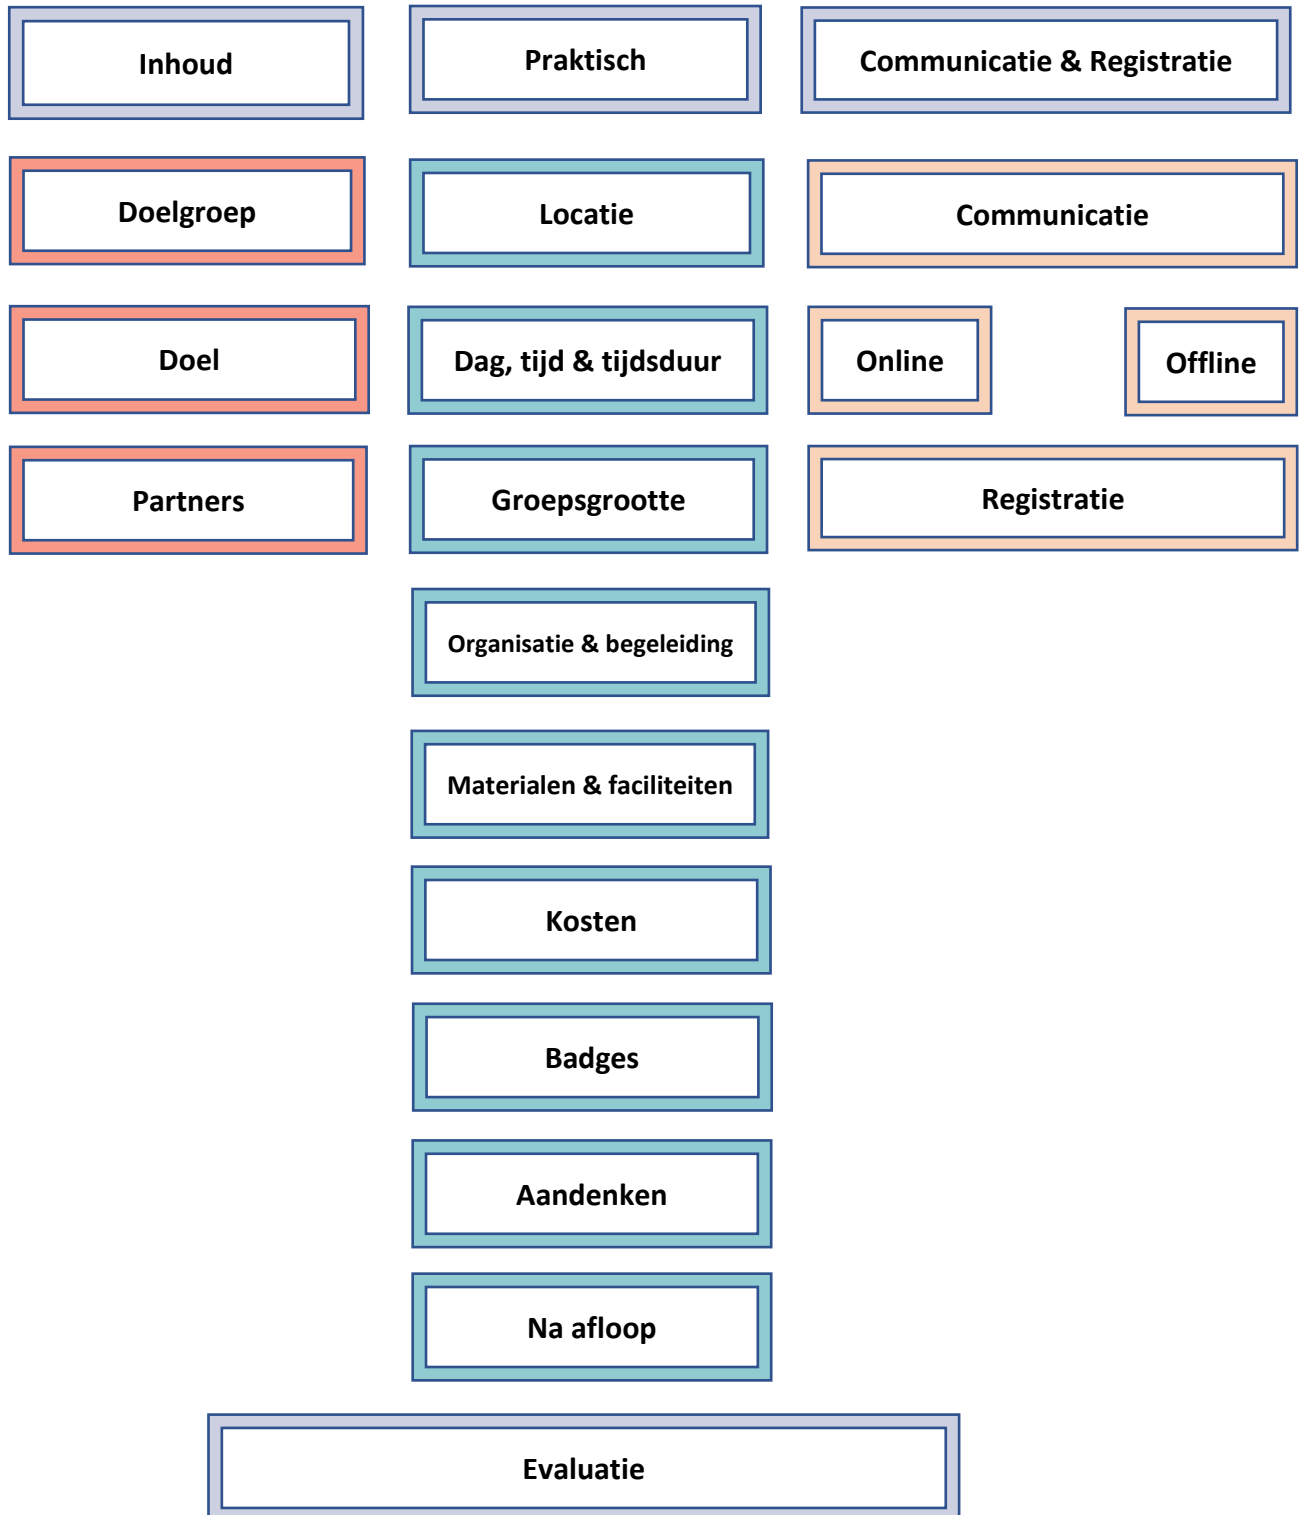 Inhoud
Praktisch
Communicatie & Registratie
Doelgroep
Locatie
Communicatie
Doel
Dag, tijd & tijdsduur
Online
Offline
Partners
Groepsgrootte
Registratie
Organisatie & begeleiding
Materialen & faciliteiten
Kosten
Badges
Aandenken
Na afloop
Evaluatie